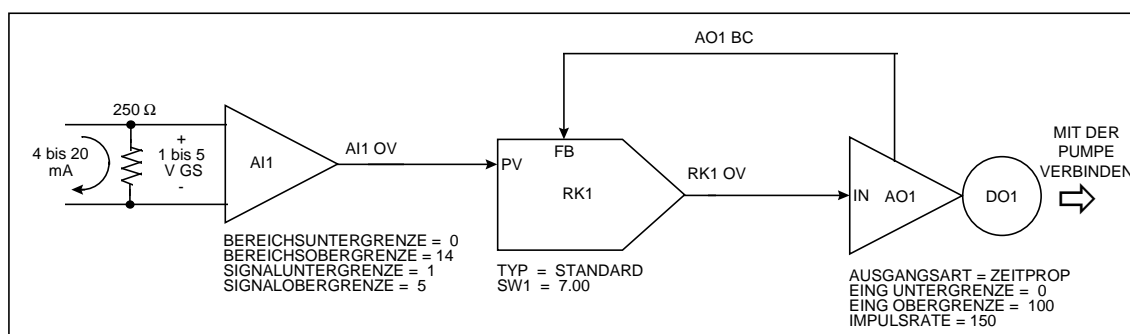 AO1 BC
250 Ω
4 bis 20
mA
+
1 bis 5
V GS
-
AI1
AI1 OV
PV
FB
RK1
RK1 OV
IN
AO1
DO1
MIT DER
PUMPE
VERBINDEN
BEREICHSUNTERGRENZE = 0
BEREICHSOBERGRENZE = 14
SIGNALUNTERGRENZE = 1
SIGNALOBERGRENZE = 5
TYP = STANDARD
SW1 = 7.00
AUSGANGSART = ZEITPROP
EING UNTERGRENZE = 0
EING OBERGRENZE = 100
IMPULSRATE = 150